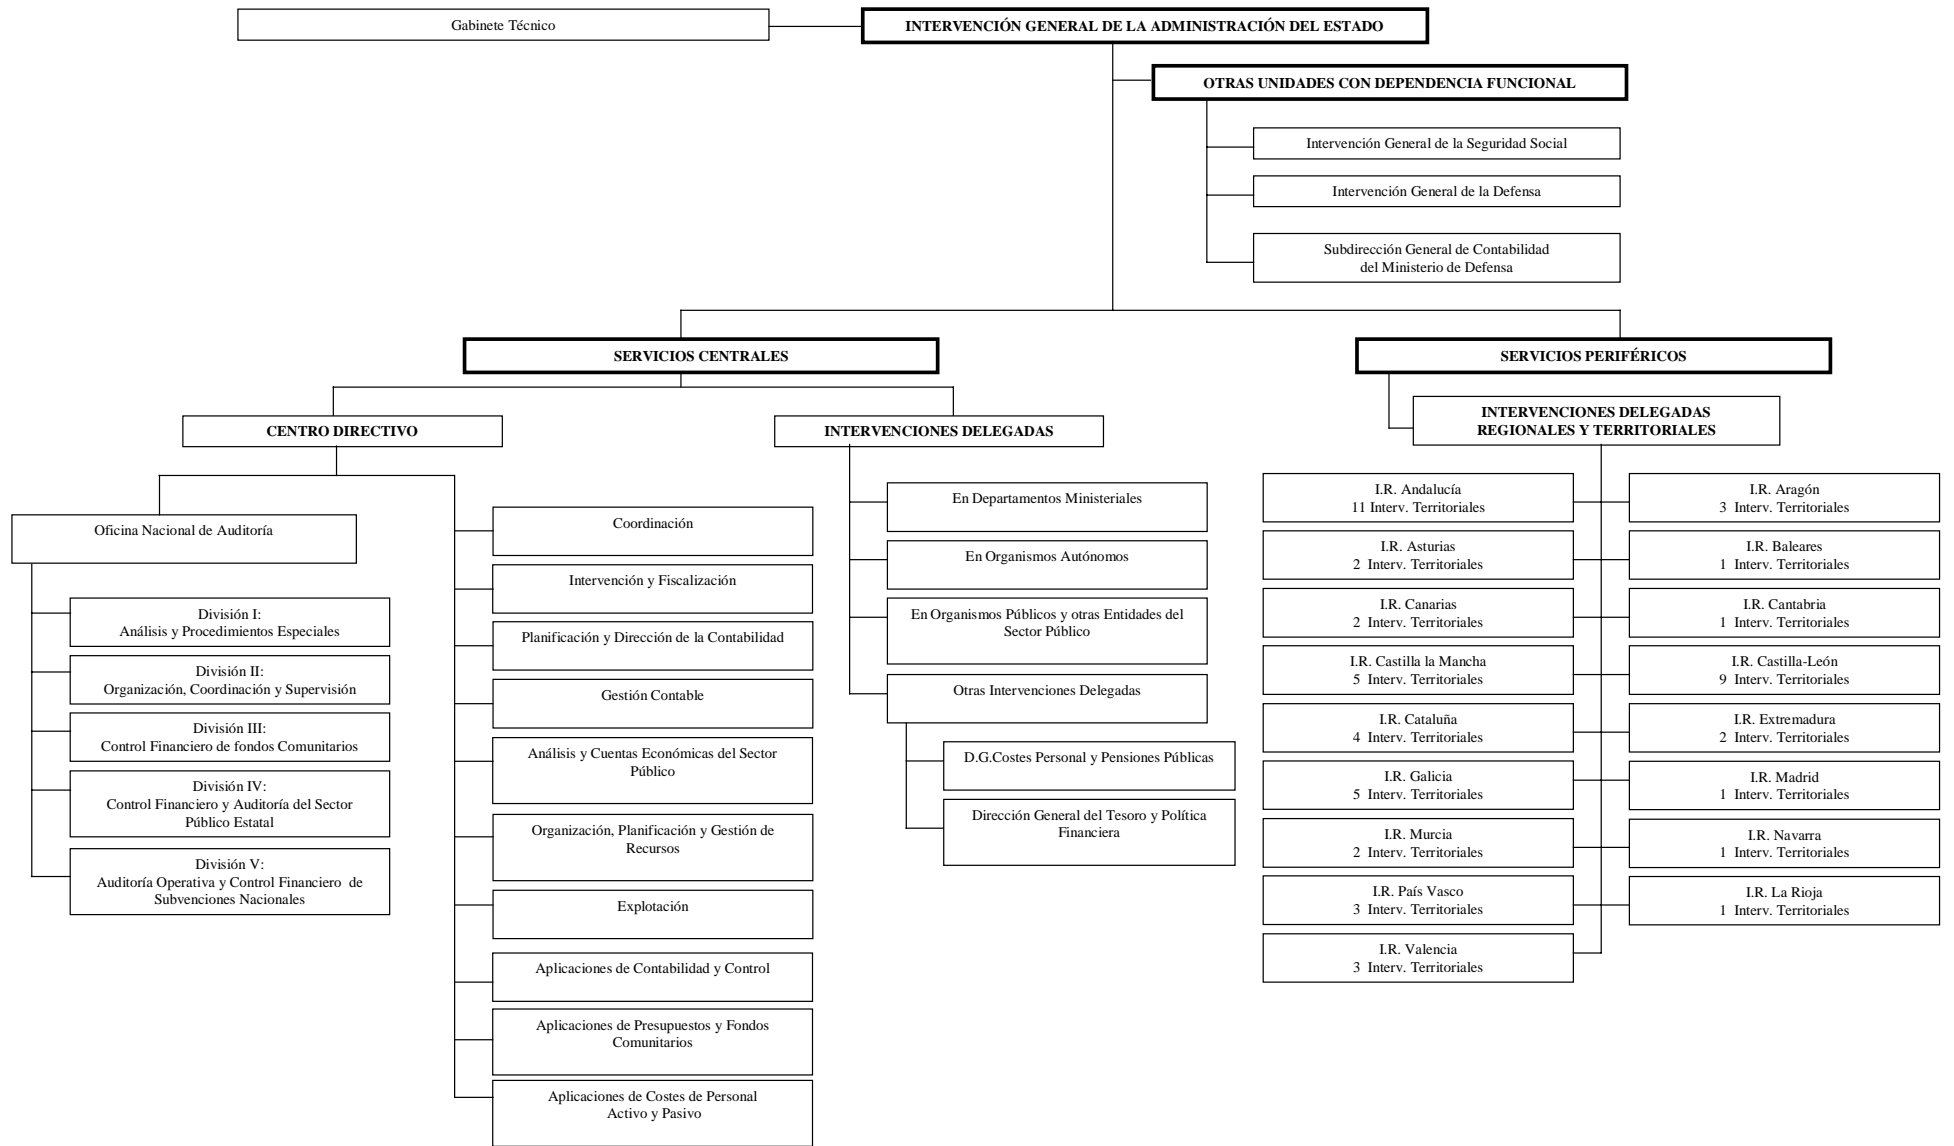 Gabinete Técnico
INTERVENCIÓN GENERAL DE LA ADMINISTRACIÓN DEL ESTADO
OTRAS UNIDADES CON DEPENDENCIA FUNCIONAL
Intervención General de la Seguridad Social
Intervención General de la Defensa
Subdirección General de Contabilidad
del Ministerio de Defensa
SERVICIOS CENTRALES
CENTRO DIRECTIVO
Oficina Nacional de Auditoría
División I:
Análisis y Procedimientos Especiales
División II:
Organización, Coordinación y Supervisión
División III:
Control Financiero de fondos Comunitarios
División IV:
Control Financiero y Auditoría del Sector
Público Estatal
División V:
Auditoría Operativa y Control Financiero de
Subvenciones Nacionales
Coordinación
Intervención y Fiscalización
Planificación y Dirección de la Contabilidad
Gestión Contable
Análisis y Cuentas Económicas del Sector
Público
Organización, Planificación y Gestión de
Recursos
Explotación
Aplicaciones de Contabilidad y Control
Aplicaciones de Presupuestos y Fondos
Comunitarios
Aplicaciones de Costes de Personal
Activo y Pasivo
INTERVENCIONES DELEGADAS
En Departamentos Ministeriales
En Organismos Autónomos
En Organismos Públicos y otras Entidades del
Sector Público
Otras Intervenciones Delegadas
D.G.Costes Personal y Pensiones Públicas
Dirección General del Tesoro y Política
Financiera
SERVICIOS PERIFÉRICOS
INTERVENCIONES DELEGADAS
REGIONALES Y TERRITORIALES
I.R. Andalucía
11 Interv. Territoriales
I.R. Aragón
3 Interv. Territoriales
I.R. Asturias
2 Interv. Territoriales
I.R. Baleares
1 Interv. Territoriales
I.R. Canarias
2 Interv. Territoriales
I.R. Cantabria
1 Interv. Territoriales
I.R. Castilla la Mancha
5 Interv. Territoriales
I.R. Castilla-León
9 Interv. Territoriales
I.R. Cataluña
4 Interv. Territoriales
I.R. Extremadura
2 Interv. Territoriales
I.R. Galicia
5 Interv. Territoriales
I.R. Madrid
1 Interv. Territoriales
I.R. Murcia
2 Interv. Territoriales
I.R. Navarra
1 Interv. Territoriales
I.R. País Vasco
3 Interv. Territoriales
I.R. La Rioja
1 Interv. Territoriales
I.R. Valencia
3 Interv. Territoriales